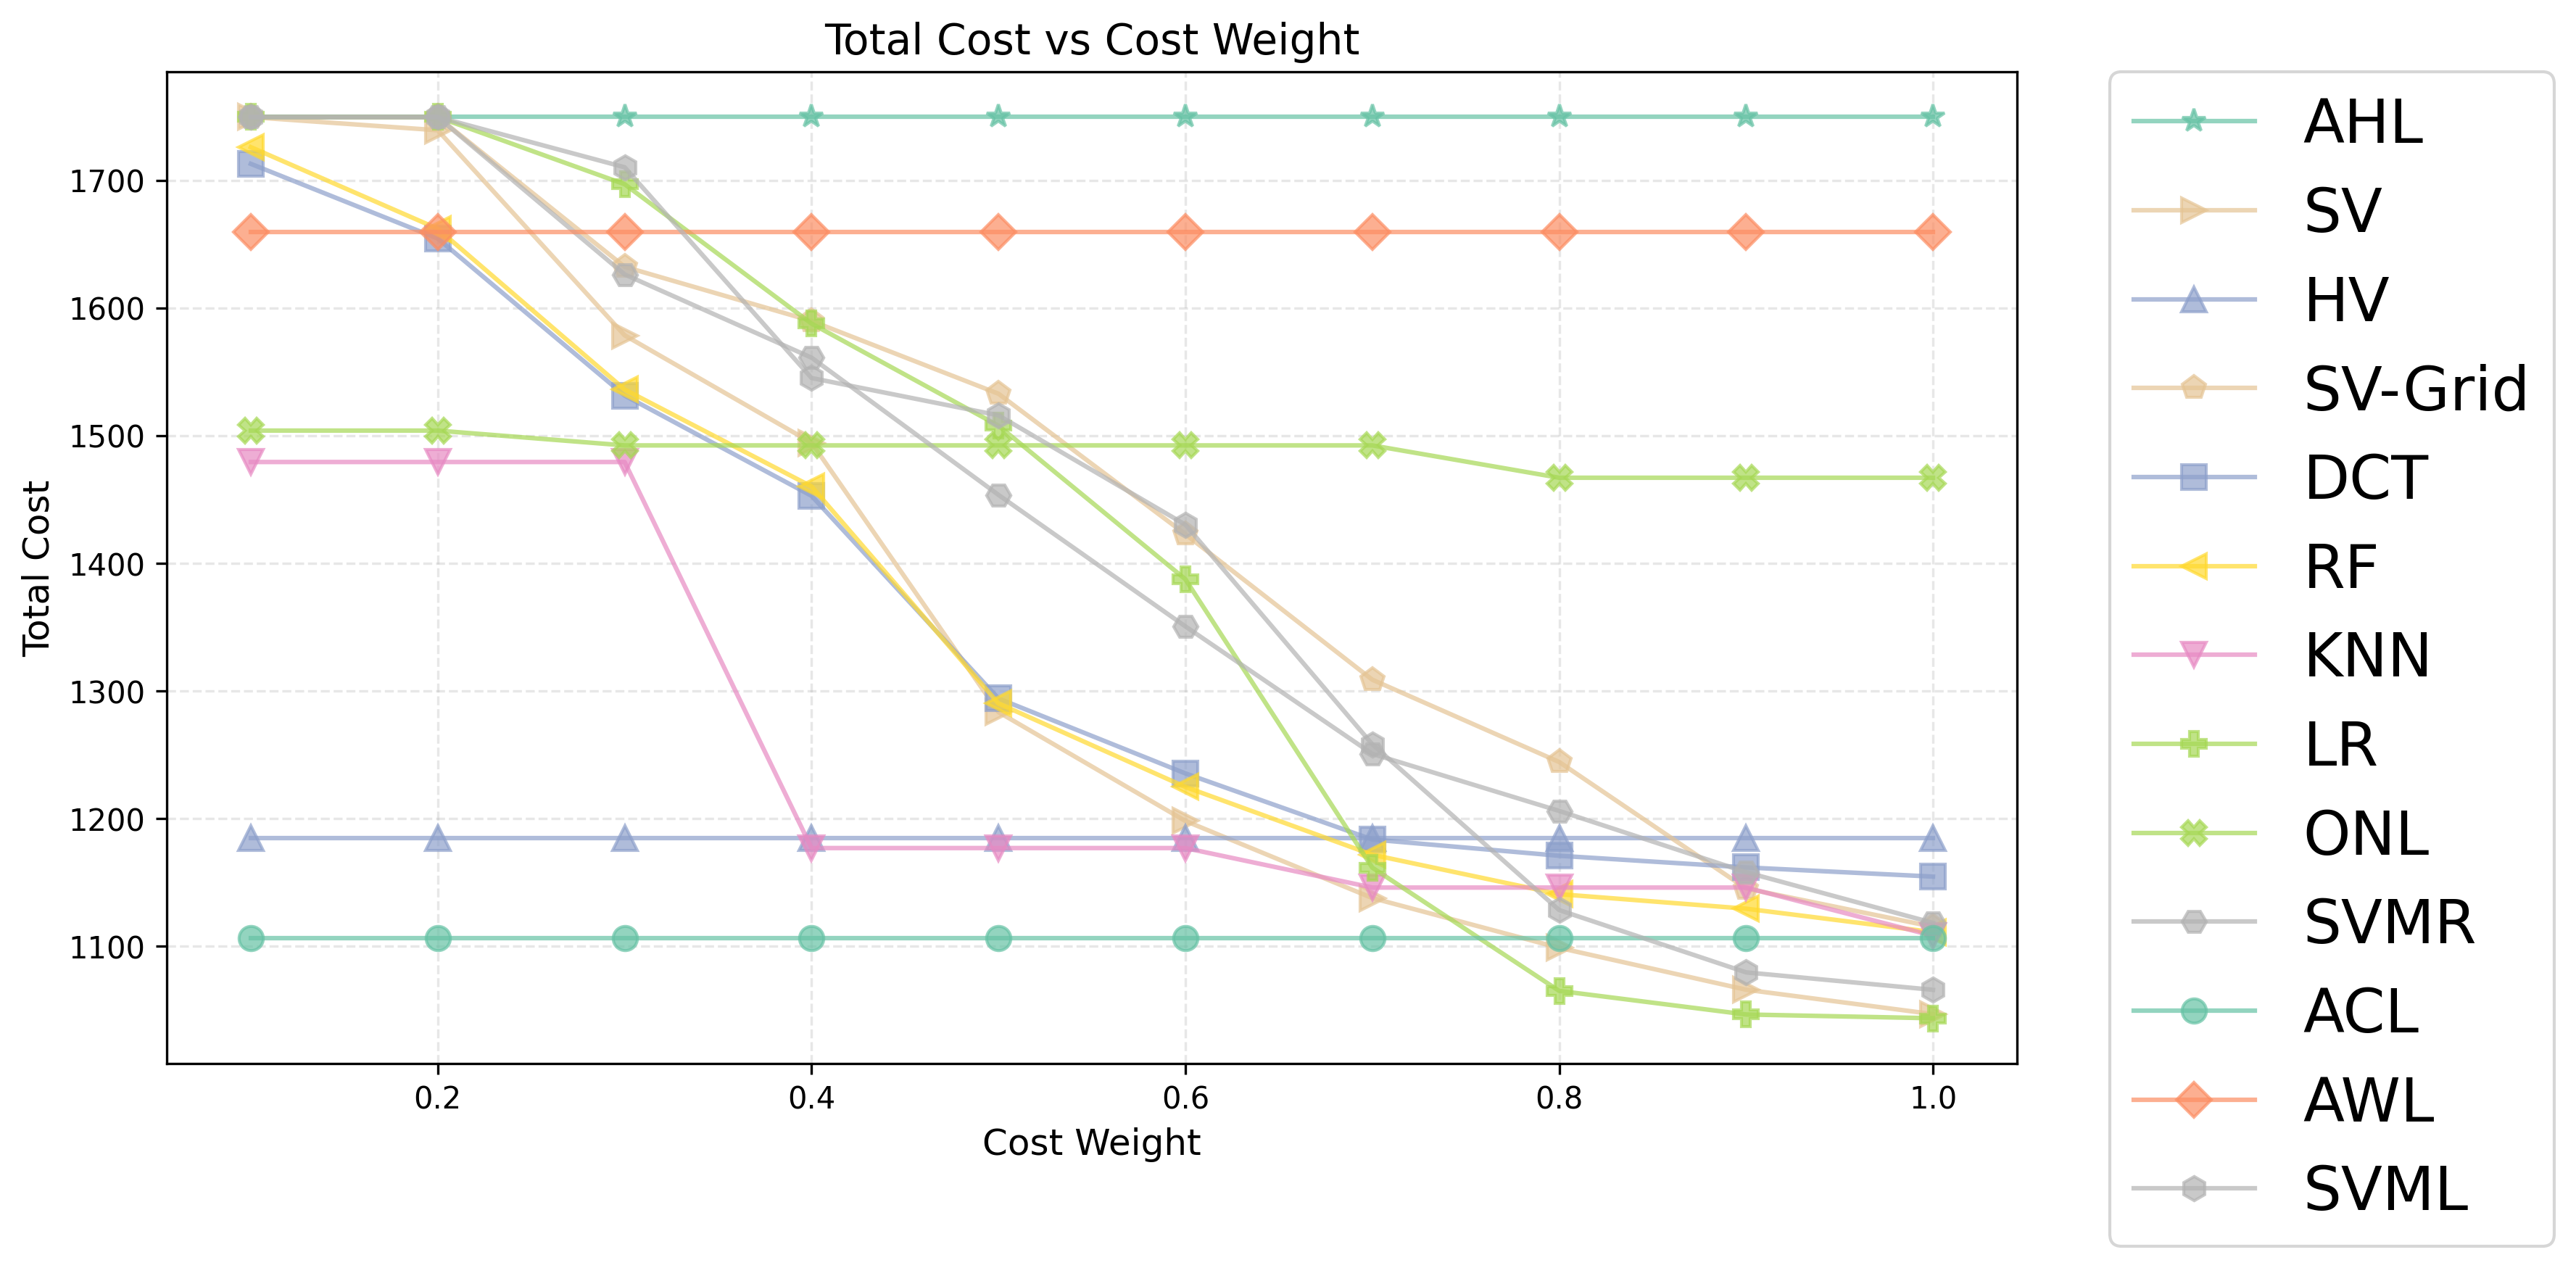 Total Cost vs Cost Weight
Total Cost
1700
1600
1500
1400
1300
1200
1100
0.2
0.4
0.6
0.8
1.0
Cost Weight
AHL
SV
HV
SV-Grid
DCT
RF
KNN
LR
ONL
SVMR
ACL
AWL
SVML